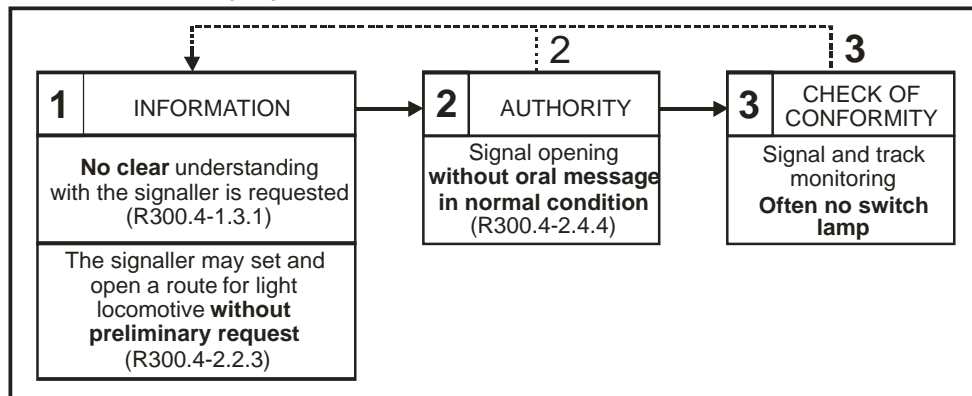 2
3
1
INFORMATION
No clear understanding
with the signaller is requested
(R300.4-1.3.1)
The signaller may set and
open a route for light
locomotive without
preliminary request
(R300.4-2.2.3)
2
AUTHORITY
Signal opening
without oral message
in normal condition
(R300.4-2.4.4)
3
CHECK OF
CONFORMITY
Signal and track
monitoring
Often no switch
lamp